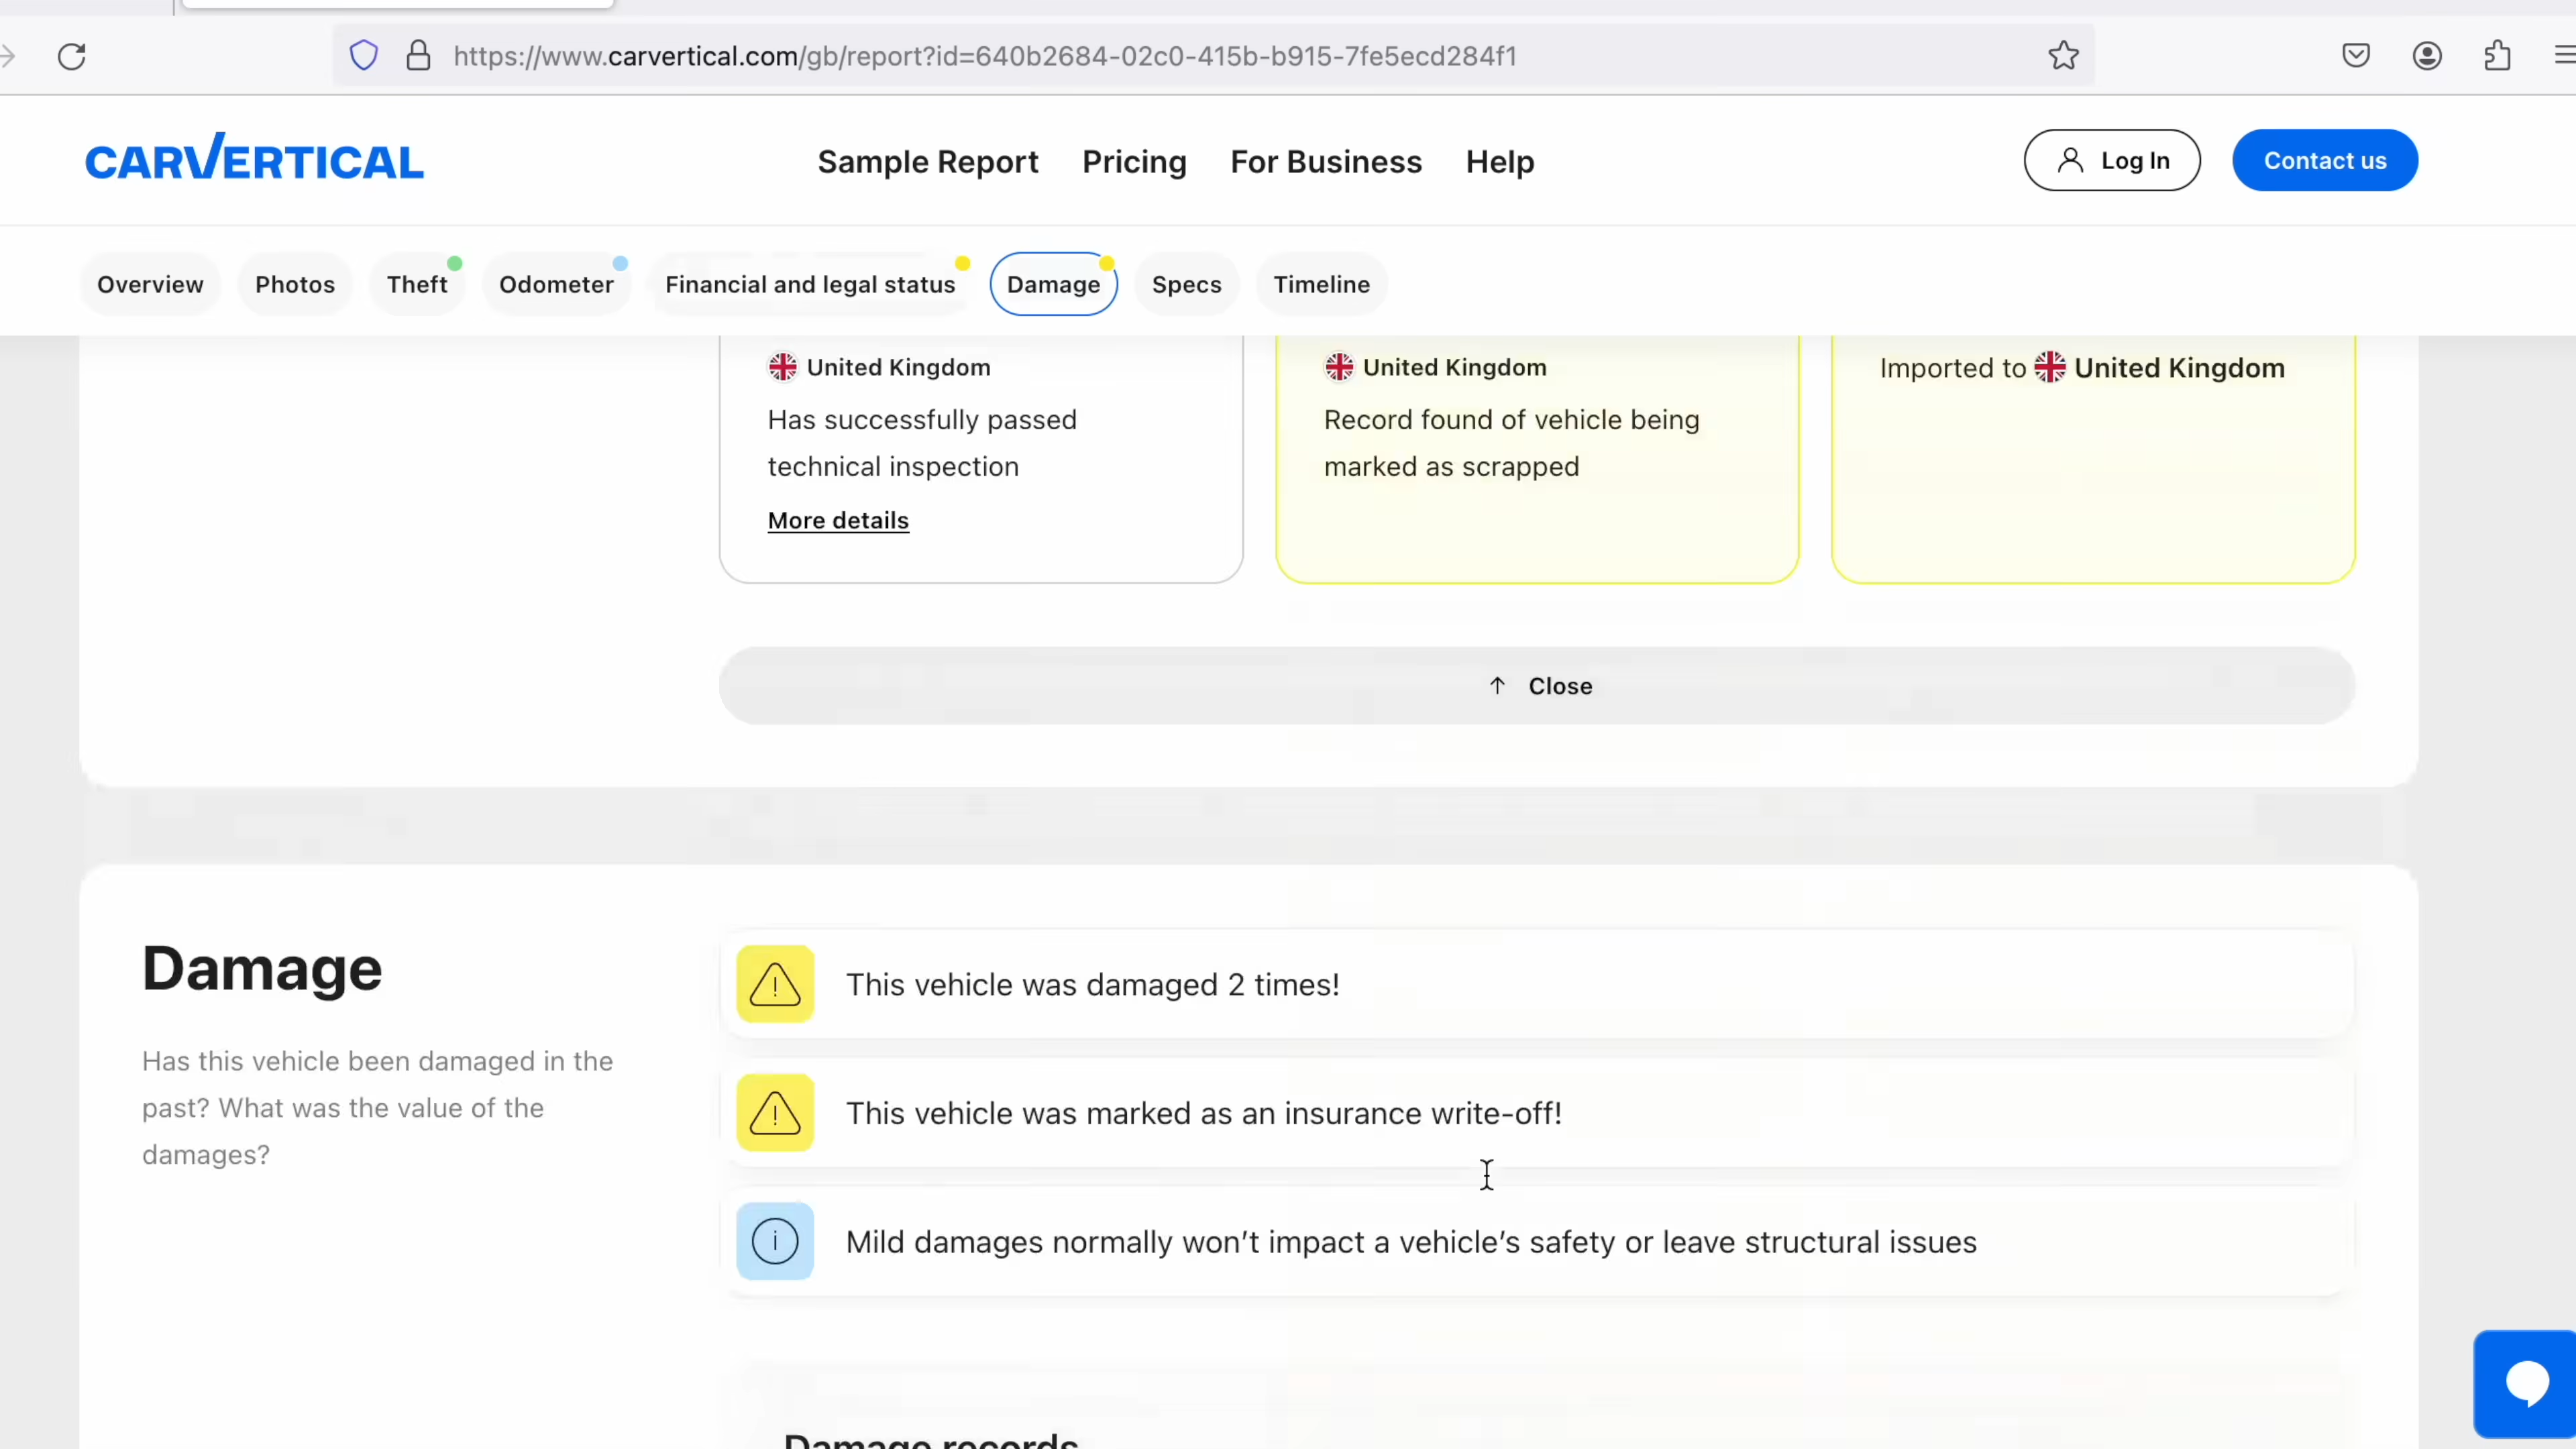 https://www.carvertical.com/gb/report?id=640b2684-02c0-415b-b915-7fe5ecd284f1
CARVERTICAL
Sample Report Pricing For Business Help
Log In
Contact us
Overview Photos Theft Odometer Financial and legal status Damage Specs Timeline
United Kingdom
Has successfully passed
technical inspection
More details
United Kingdom
Record found of vehicle being
marked as scrapped
Imported to United Kingdom
Close
Damage
Has this vehicle been damaged in the
past? What was the value of the
damages?
This vehicle was damaged 2 times!
This vehicle was marked as an insurance write-off!
Mild damages normally won't impact a vehicle's safety or leave structural issues
Damage records